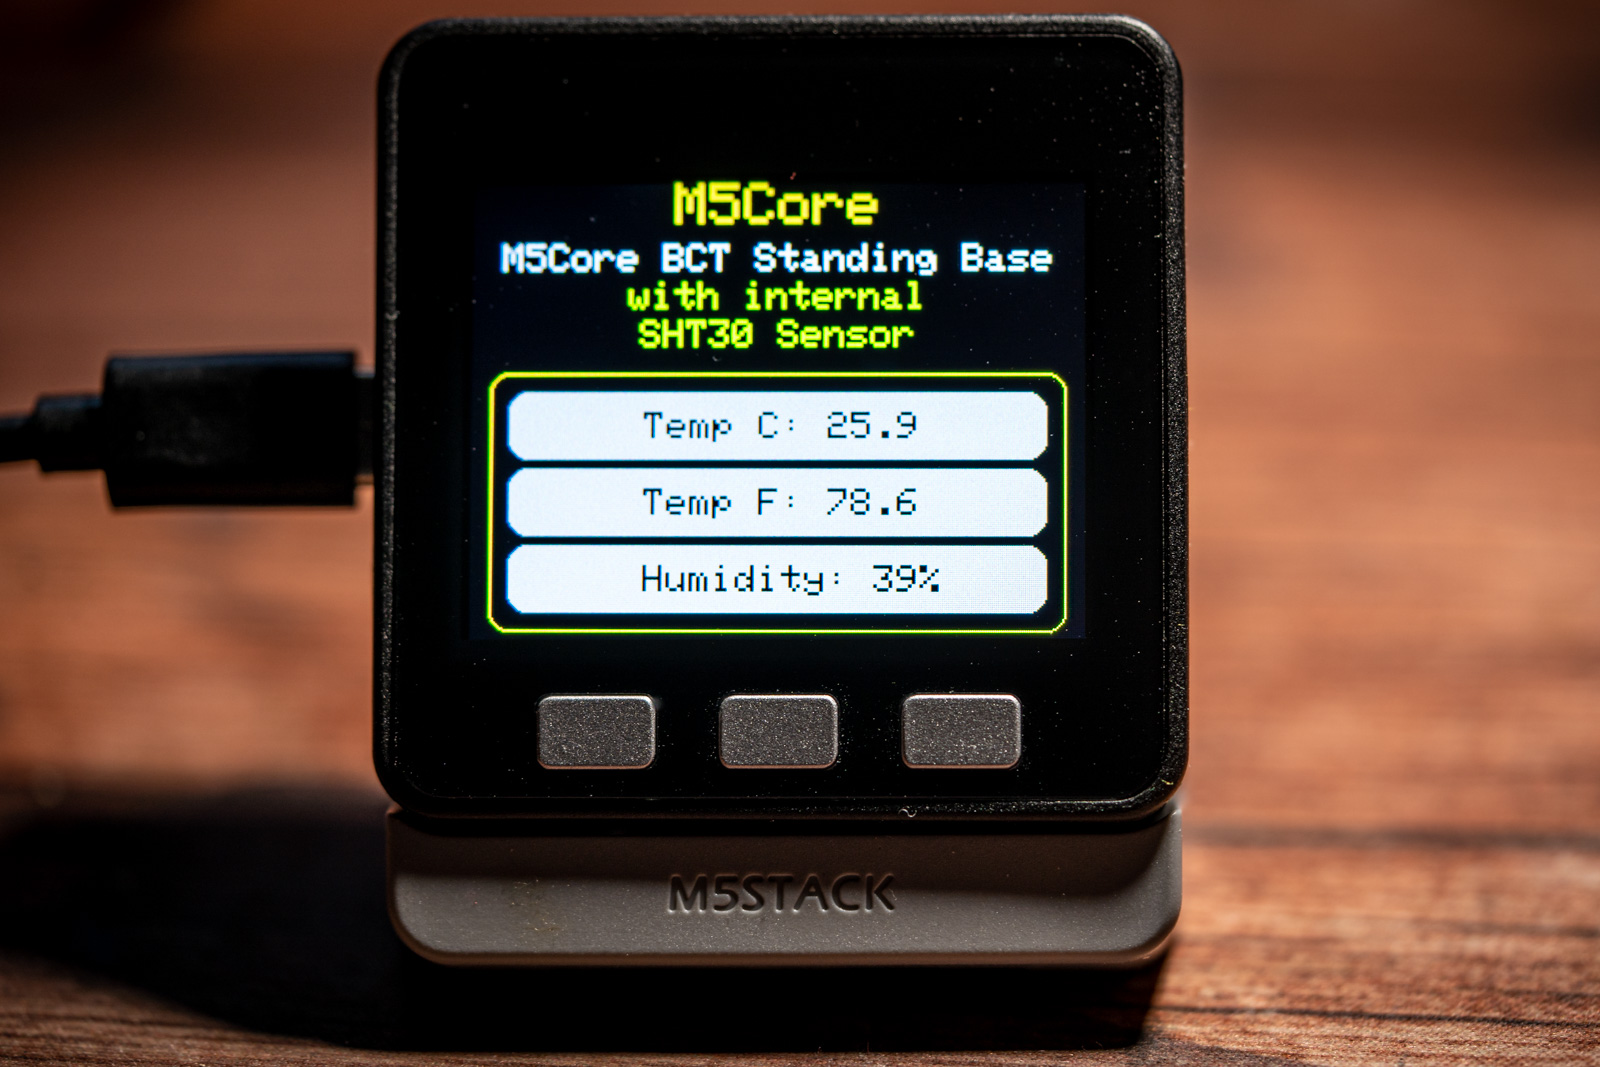 M5Core
M5Core BCT Standing Base
with internal
SHT30 Sensor
Temp C: 25.9
Temp F: 78.6
Humidity: 39%
M5STACK